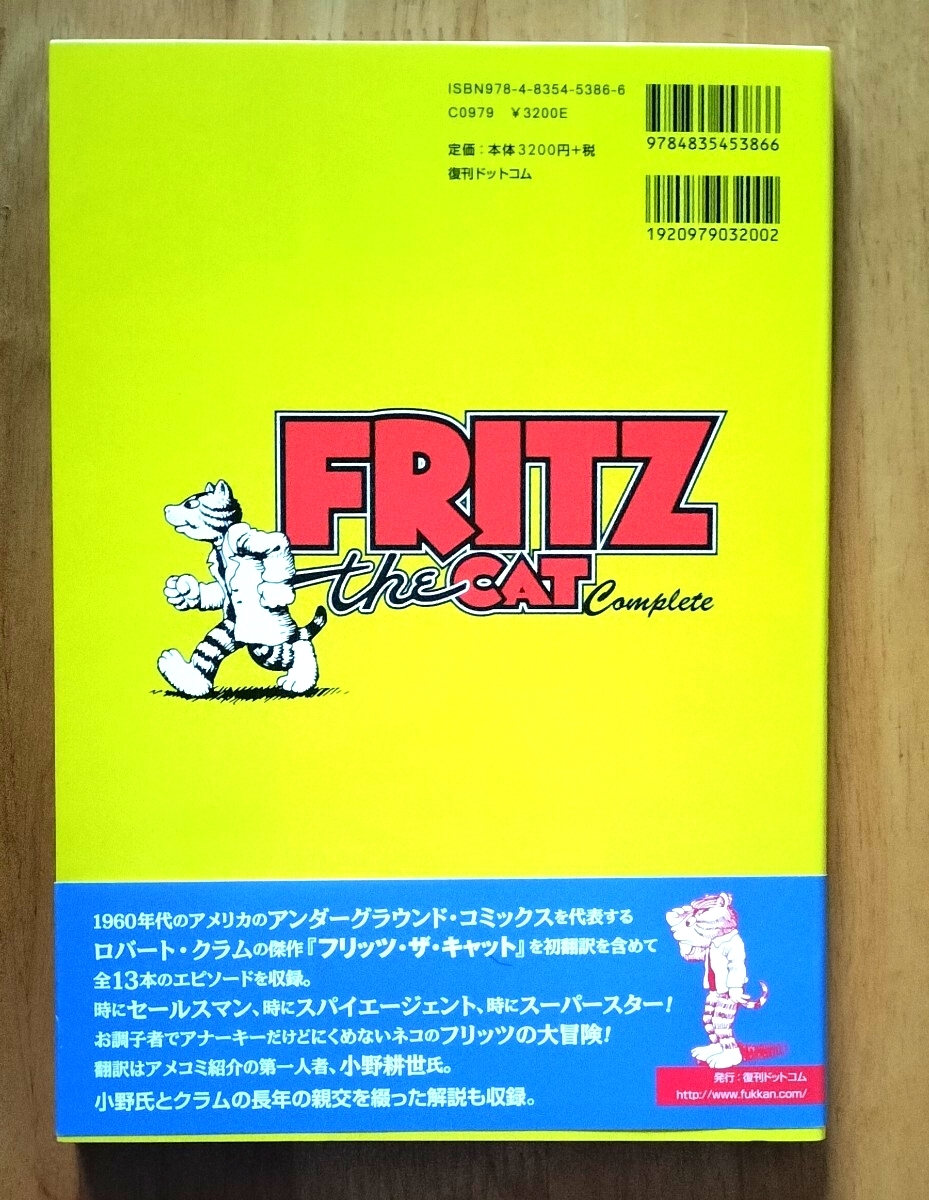 ISBN978-4-8354-5386-6
C0979 ¥3200E
定価：本体3200円+税
復刊ドットコム
9784835453866
1920979032002
FRITZ
the CAT Complete
1960年代のアメリカのアンダーグラウンド・コミックスを代表する
ロバート・クラムの傑作『フリッツ・ザ・キャット』を初翻訳を含めて
全13本のエピソードを収録。
時にセールスマン、時にスパイエージェント、時にスーパースター！
お調子者でアナーキーだけどにくめないネコのフリッツの大冒険！
翻訳はアメコミ紹介の第一人者、小野耕世氏。
小野氏とクラムの長年の親交を綴った解説も収録。
発行：復刊ドットコム
http://www.fukkan.com/